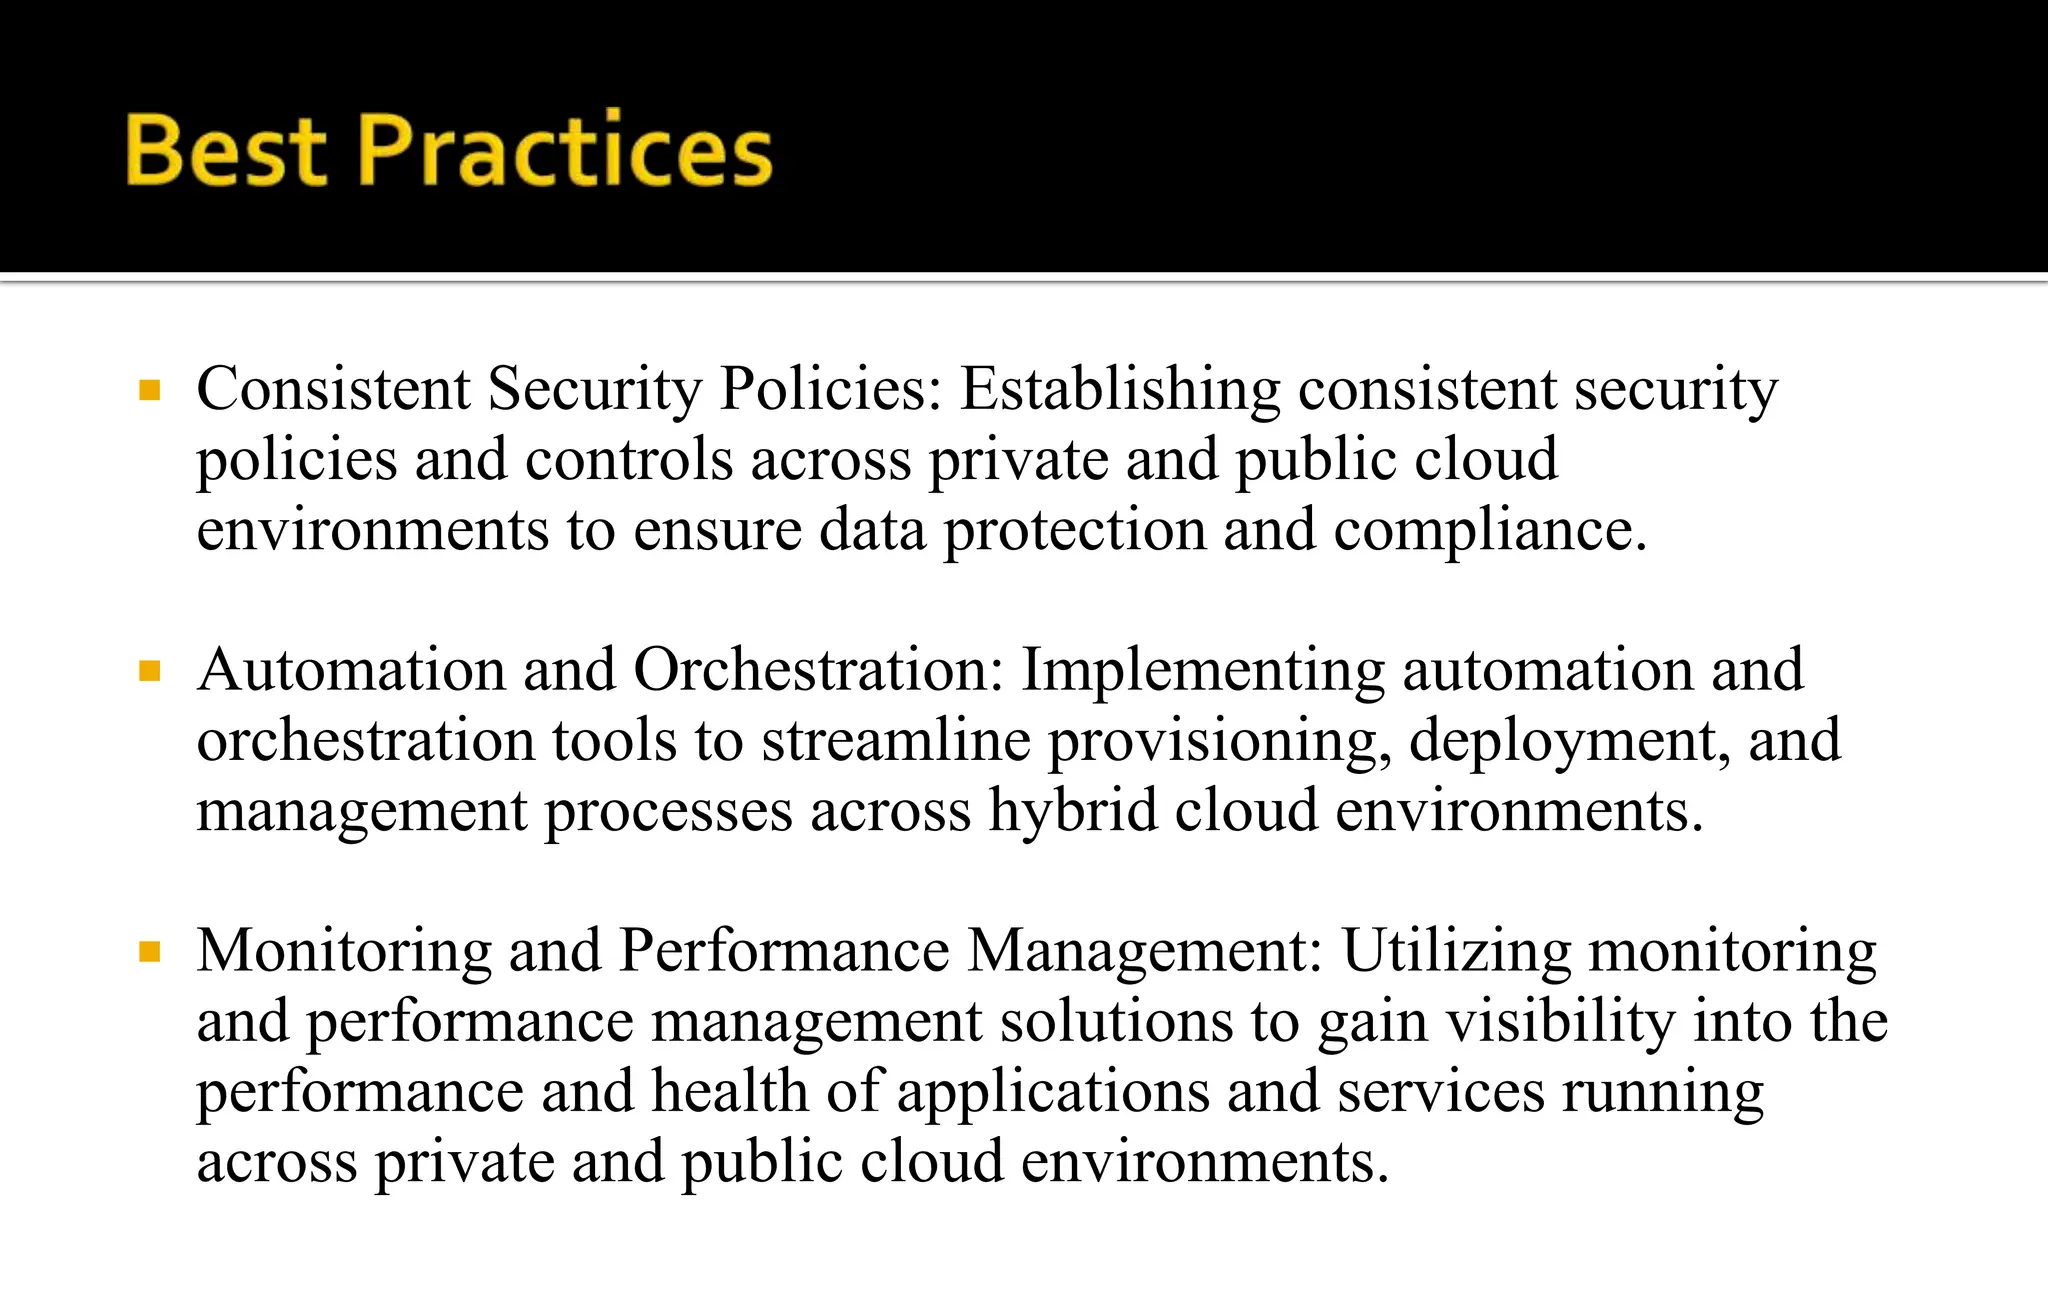 Best Practices
Consistent Security Policies: Establishing consistent security
policies and controls across private and public cloud
environments to ensure data protection and compliance.
Automation and Orchestration: Implementing automation and
orchestration tools to streamline provisioning, deployment, and
management processes across hybrid cloud environments.
Monitoring and Performance Management: Utilizing monitoring
and performance management solutions to gain visibility into the
performance and health of applications and services running
across private and public cloud environments.